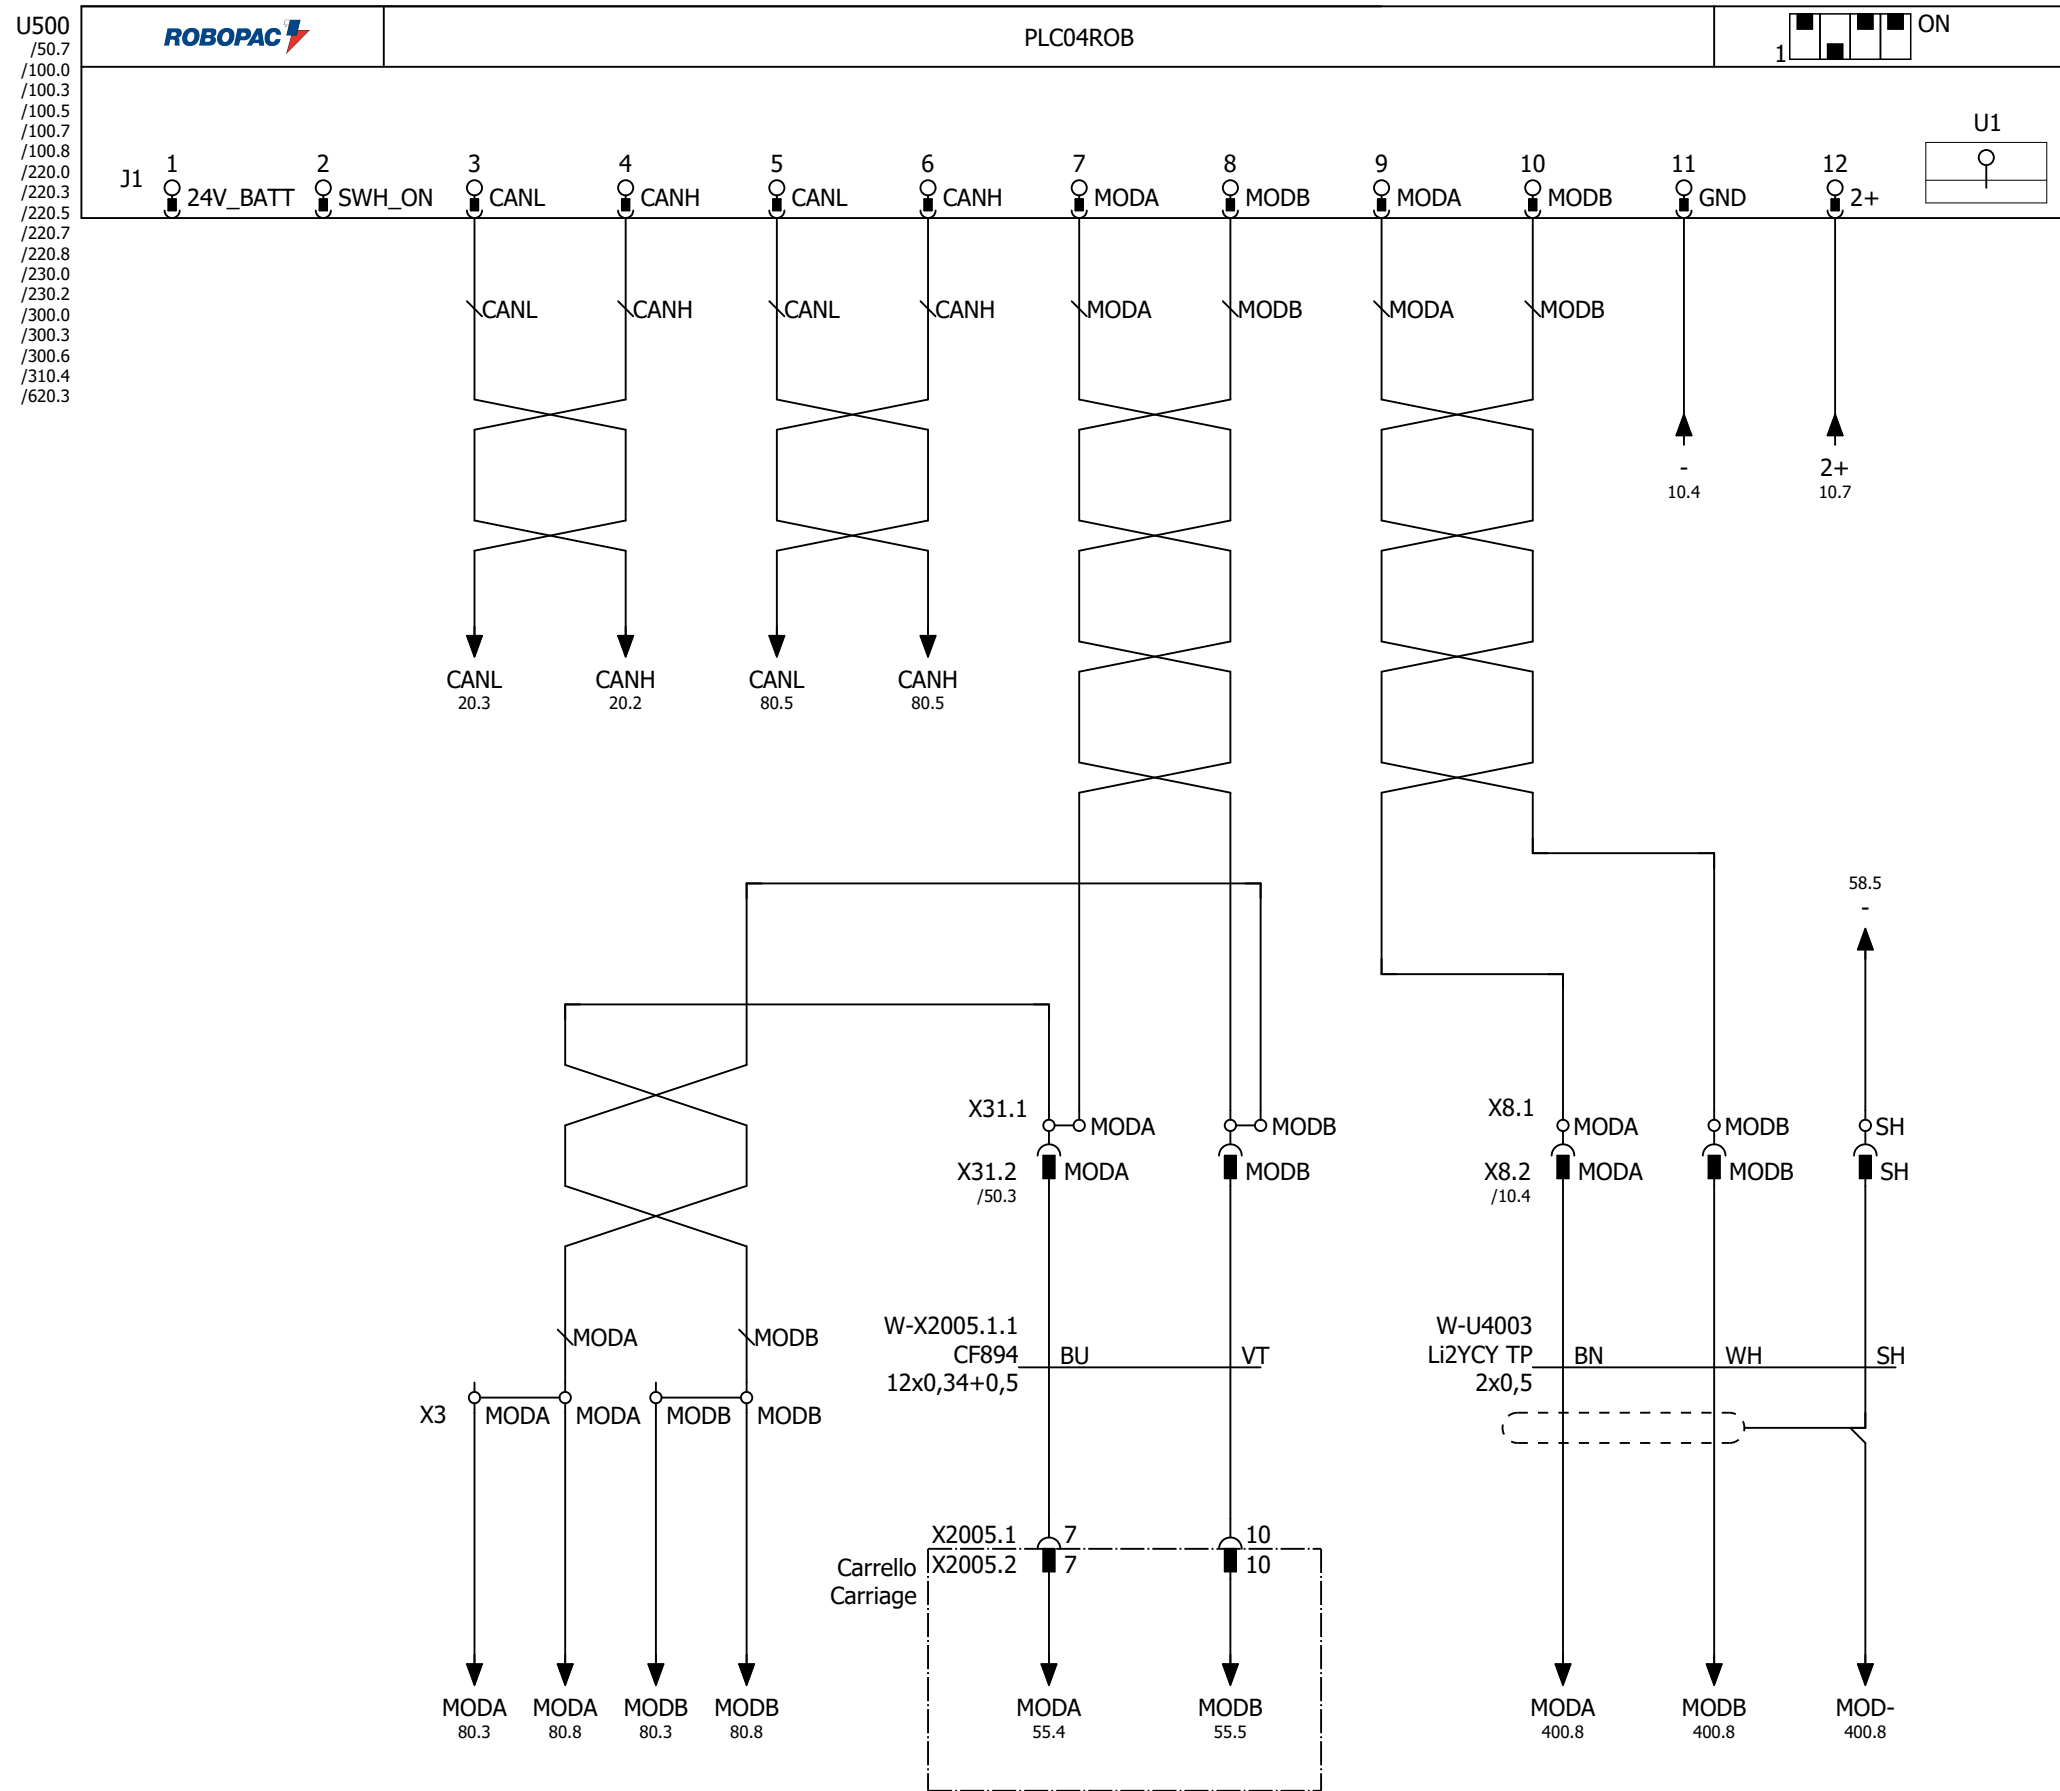 U500
/50.7
/100.0
/100.3
/100.5
/100.7
/100.8
/220.0
/220.3
/220.5
/220.7
/220.8
/230.0
/230.2
/300.0
/300.3
/300.6
/310.4
/620.3
ROBOPAC
PLC04ROB
1 ON
U1
J1
1 2 3 4 5 6 7 8 9 10 11 12
24V_BATT SWH_ON CANL CANH CANL CANH MODA MODB MODA MODB GND 2+
CANL CANH CANL CANH MODA MODB MODA MODB
- 2+
10.4 10.7
CANL CANH CANL CANH
20.3 20.2 80.5 80.5
58.5
-
X31.1 MODA MODB X8.1 MODA MODB SH
X31.2 MODA MODB X8.2 MODA MODB SH
/50.3 /10.4
MODA MODB
W-X2005.1.1 W-U4003
CF894 BU VT Li2YCY TP BN WH SH
12x0,34+0,5 2x0,5
X3 MODA MODA MODB MODB
X2005.1 7 10
X2005.2 7 10
Carrello
Carriage
MODA MODA MODB MODB MODA MODB MODA MODB MOD-
80.3 80.8 80.3 80.8 55.4 55.5 400.8 400.8 400.8